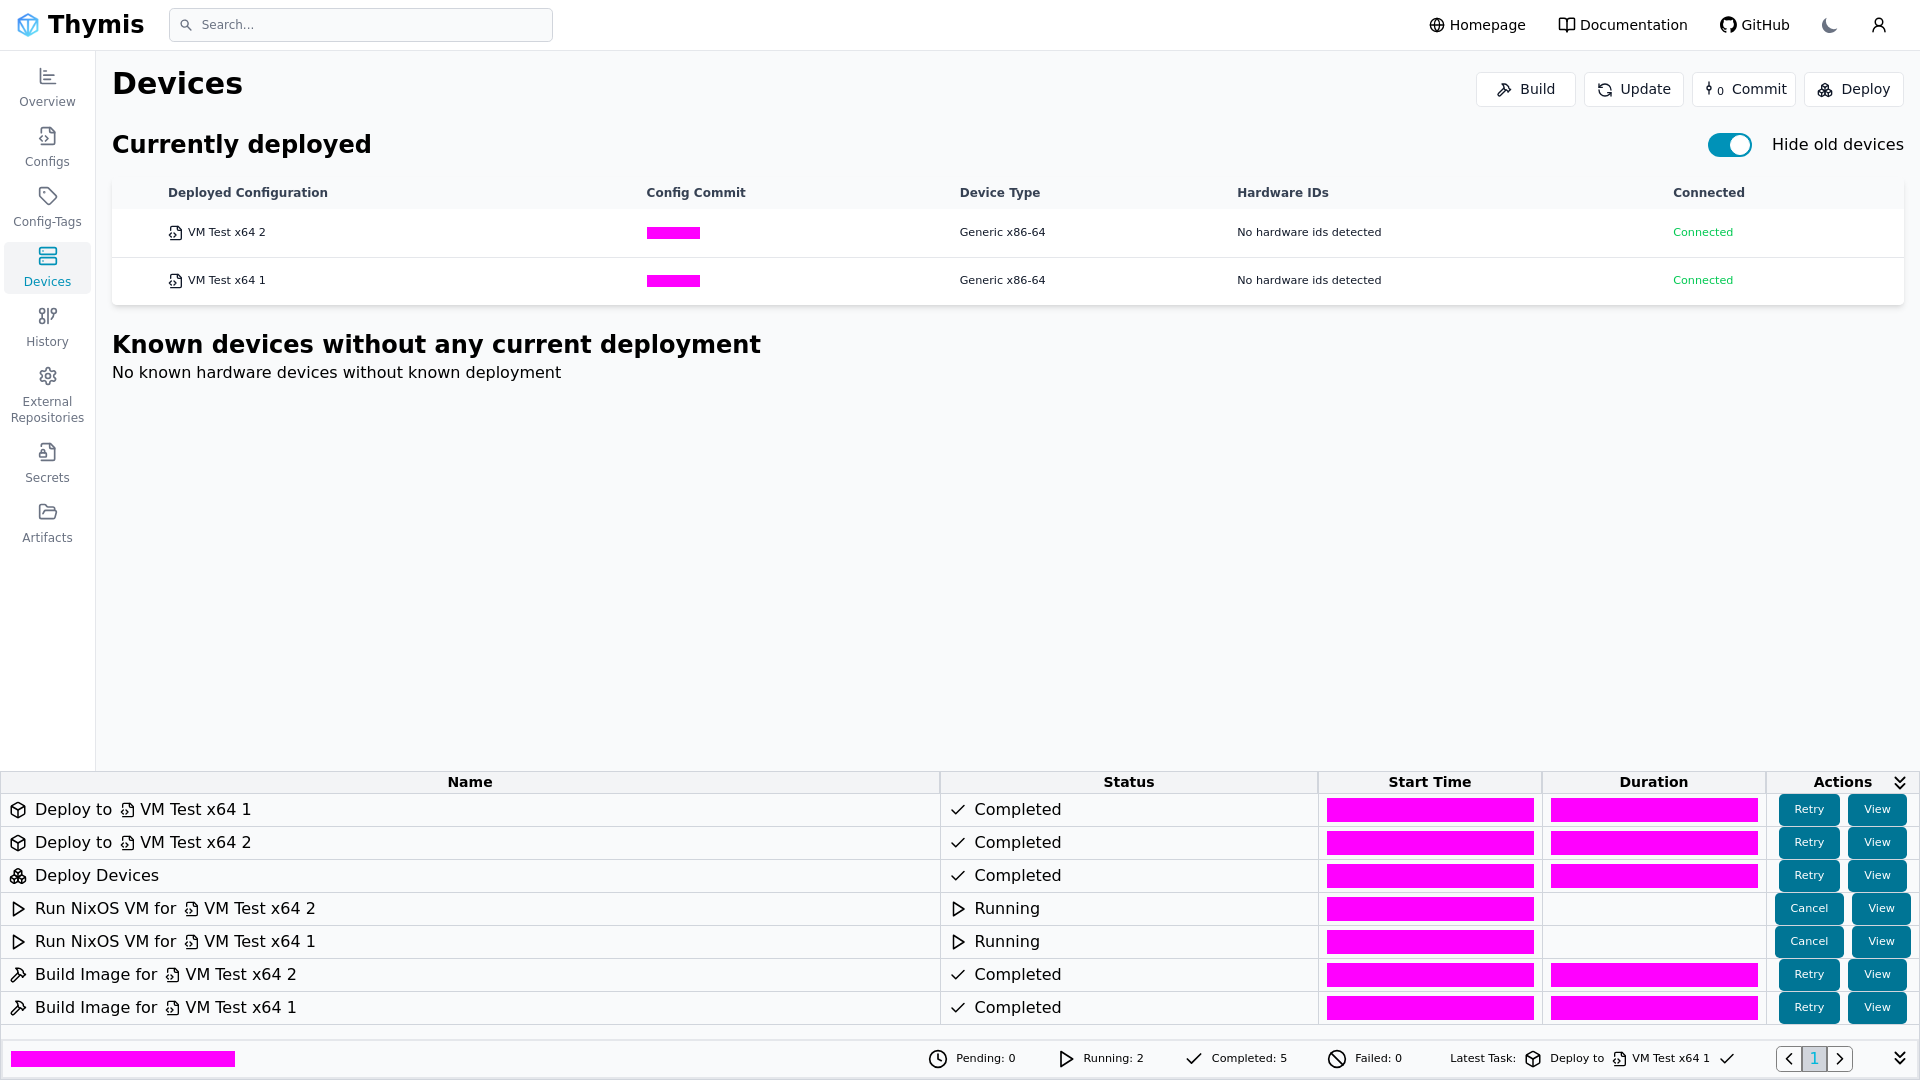 Thymis
Search...
Homepage
Documentation
GitHub
Overview
Configs
Config-Tags
Devices
History
External
Repositories
Secrets
Artifacts
Devices
Build
Update
0 Commit
Deploy
Currently deployed
Hide old devices
Deployed Configuration Config Commit Device Type Hardware IDs Connected
VM Test x64 2 Generic x86-64 No hardware ids detected Connected
VM Test x64 1 Generic x86-64 No hardware ids detected Connected
Known devices without any current deployment
No known hardware devices without known deployment
Name Status Start Time Duration Actions
Deploy to VM Test x64 1 Completed Retry View
Deploy to VM Test x64 2 Completed Retry View
Deploy Devices Completed Retry View
Run NixOS VM for VM Test x64 2 Running Cancel View
Run NixOS VM for VM Test x64 1 Running Cancel View
Build Image for VM Test x64 2 Completed Retry View
Build Image for VM Test x64 1 Completed Retry View
Pending: 0 Running: 2 Completed: 5 Failed: 0 Latest Task: Deploy to VM Test x64 1 1